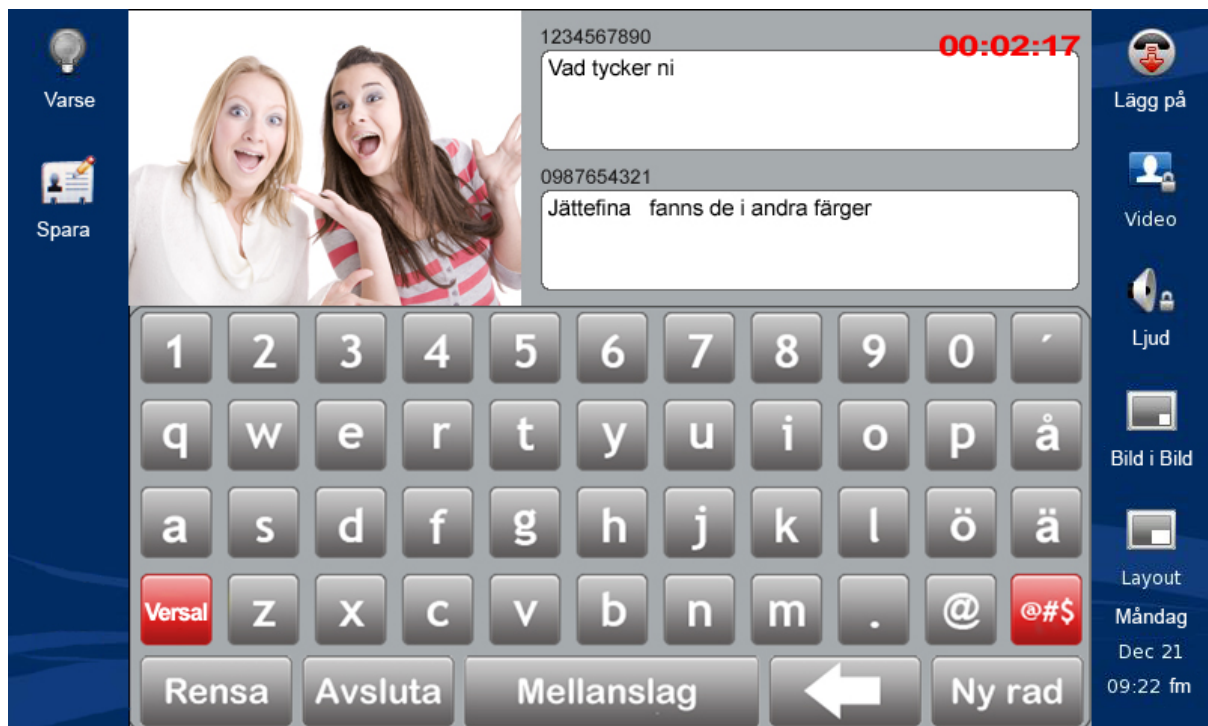 Varse
Spara
1234567890
00:02:17
Vad tycker ni
0987654321
Jättefina fanns de i andra färger
Lägg på
Video
Ljud
Bild i Bild
Layout
Måndag
Dec 21
09:22 fm
1 2 3 4 5 6 7 8 9 0 ´
q w e r t y u i o p å
a s d f g h j k l ö ä
Versal z x c v b n m . @ @#$
Rensa Avsluta Mellanslag Ny rad